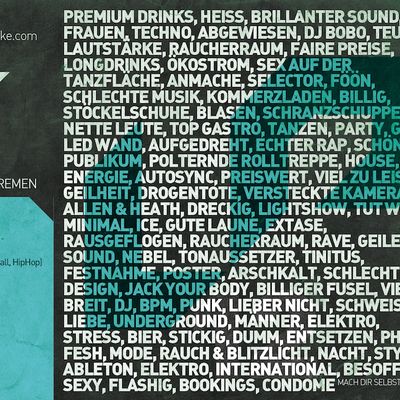 ke.com
REMEN
all, HipHop)
PREMIUM DRINKS, HEISS, BRILLANTER SOUND,
FRAUEN, TECHNO, ABGEWIESEN, DJ BOBO, TEU
LAUTSTÄRKE, RAUCHERRAUM, FAIRE PREISE,
LONGDRINKS, ÖKOSTROM, SEX AUF DER
TANZFLÄCHE, ANMACHE, SELECTOR, FÖÖN,
SCHLECHTE MUSIK, KOMMERZLADEN, BILLIG,
STÖCKELSCHUHE, BLASEN, SCHRANZSCHUPPE
NETTE LEUTE, TOP GASTRO, TANZEN, PARTY, G
LED WAND, AUFGEDREHT, ECHTER RAP, SCHÖN
PUBLIKUM, POLTERNDE ROLLTREPPE, HOUSE,
ENERGIE, AUTOSYNC, PREISWERT, VIEL ZU LEIS
GEILHEIT, DROGENTOTE, VERSTECKTE KAMERA
ALLEN & HEATH, DRECKIG, LIGHTSHOW, TUT W
MINIMAL, ICE, GUTE LAUNE, EXTASE,
RAUSGEFLOGEN, RAUCHERRAUM, RAVE, GEILE
SOUND, NEBEL, TONAUSSETZER, TINITUS,
FESTNAHME, POSTER, ARSCHKALT, SCHLECHT
DESIGN, JACK YOUR BODY, BILLIGER FUSEL, VIE
BREIT, DJ, BPM, PUNK, LIEBER NICHT, SCHWEIS
LIEBE, UNDERGROUND, MÄNNER, ELEKTRO,
STRESS, BIER, STICKIG, DUMM, ENTSETZEN, PH
FESH, MODE, RAUCH & BLITZLICHT, NACHT, STY
ABLETON, ELEKTRO, INTERNATIONAL, BESOFF
SEXY, FLASHIG, BOOKINGS, CONDOME MACH DIR SELBST